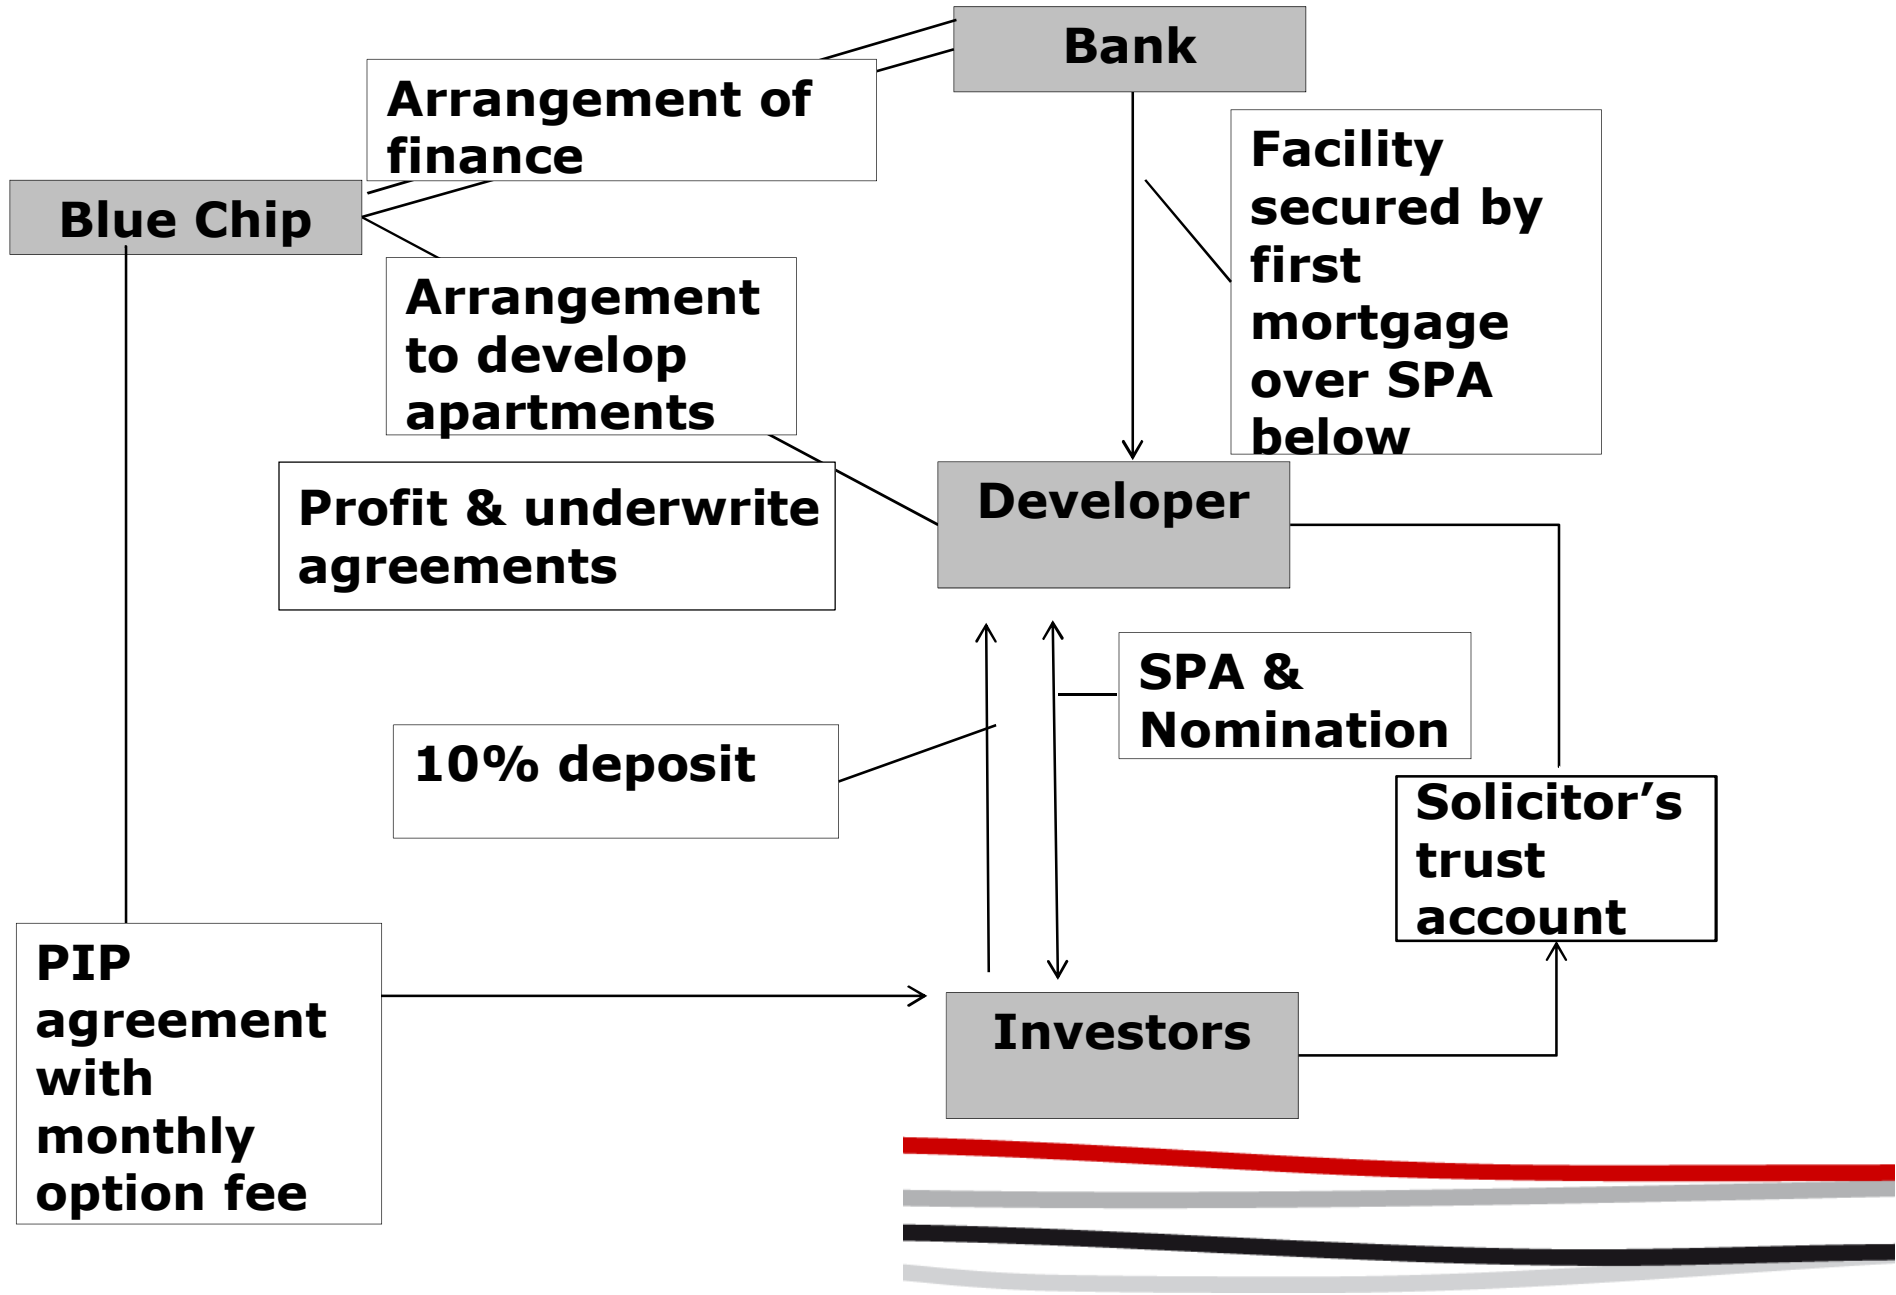 Bank
Arrangement of
finance
Facility
secured by
first
mortgage
over SPA
below
Blue Chip
Arrangement
to develop
apartments
Profit & underwrite
agreements
Developer
SPA &
Nomination
10% deposit
Solicitor’s
trust
account
PIP
agreement
with
monthly
option fee
Investors